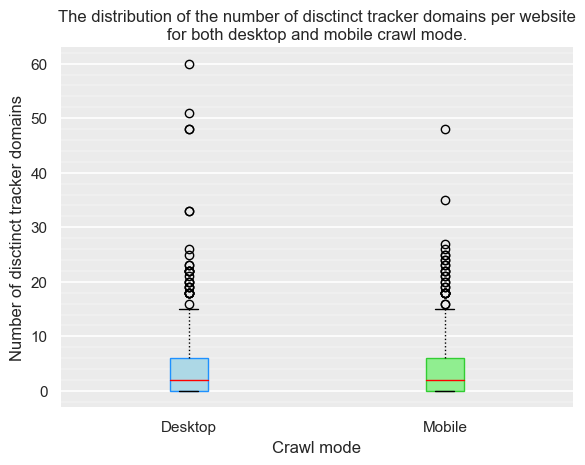 The distribution of the number of disctinct tracker domains per website
for both desktop and mobile crawl mode.
Number of disctinct tracker domains
60
50
40
30
20
10
0
Desktop Mobile
Crawl mode